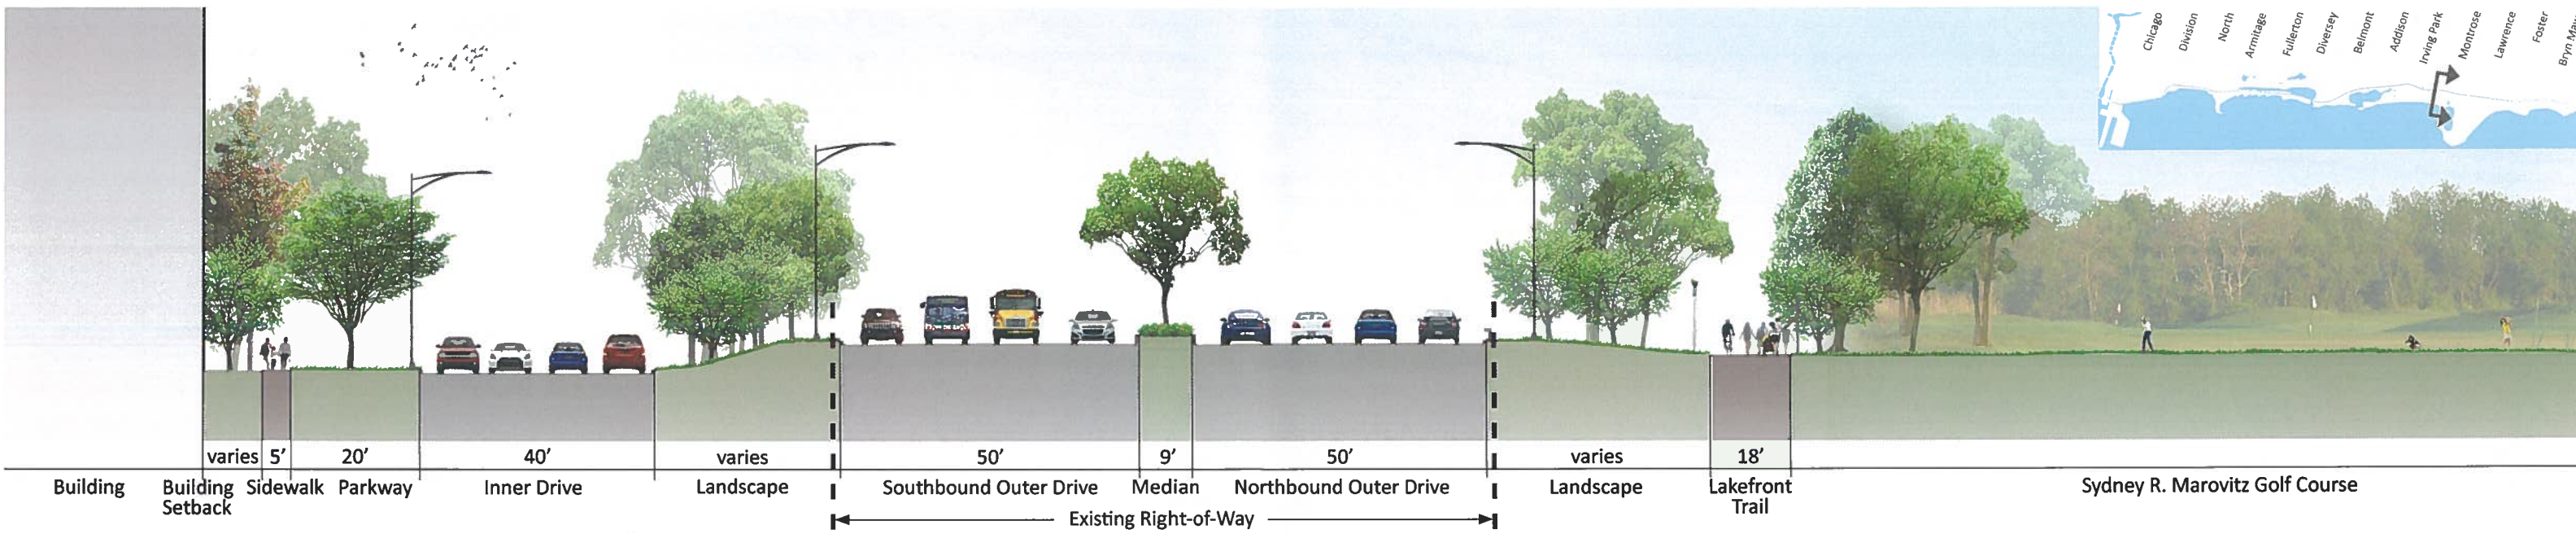 Chicago
Division
North
Armitage
Fullerton
Diversey
Belmont
Addison
Irving Park
Montrose
Lawrence
Foster
Bryn Ma
varies 5' 20' 40' varies 50' 9' 50' varies 18'
Building Building Setback Sidewalk Parkway Inner Drive Landscape Southbound Outer Drive Median Northbound Outer Drive Landscape Lakefront Trail Sydney R. Marovitz Golf Course
Existing Right-of-Way